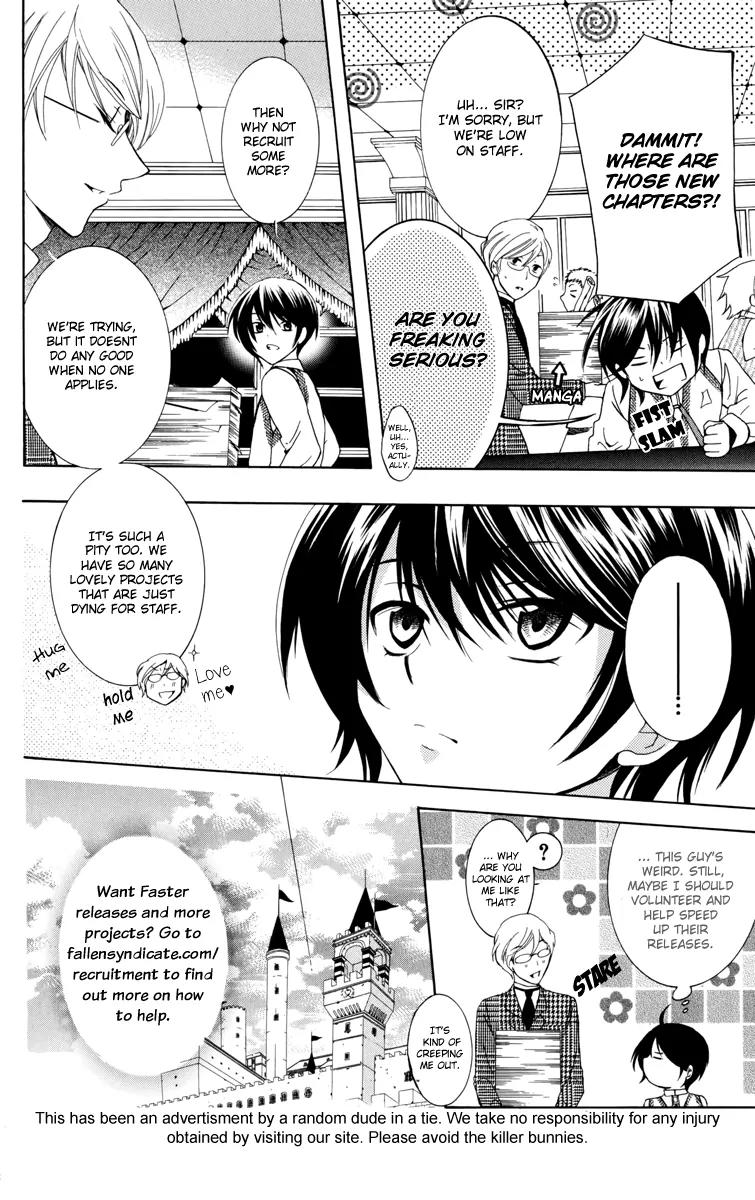 DAMMIT!
WHERE ARE
THOSE NEW
CHAPTERS?!
UH... SIR?
I'M SORRY, BUT
WE'RE LOW
ON STAFF.
MANGA
FIST
SLAM
ARE YOU
FREAKING
SERIOUS?
WELL,
UH...
YES,
ACTU-
ALLY.
THEN
WHY NOT
RECRUIT
SOME
MORE?
WE'RE TRYING,
BUT IT DOESNT
DO ANY GOOD
WHEN NO ONE
APPLIES.
IT'S SUCH A
PITY TOO. WE
HAVE SO MANY
LOVELY PROJECTS
THAT ARE JUST
DYING FOR STAFF.
HUG
me
hold
me
Love
me♥
... THIS GUY'S
WEIRD. STILL,
MAYBE I SHOULD
VOLUNTEER AND
HELP SPEED
UP THEIR
RELEASES.
STARE
?
... WHY
ARE YOU
LOOKING AT
ME LIKE
THAT?
IT'S
KIND OF
CREEPING
ME OUT.
Want Faster
releases and more
projects? Go to
fallensyndicate.com/
recruitment to find
out more on how
to help.
This has been an advertisment by a random dude in a tie. We take no responsibility for any injury
obtained by visiting our site. Please avoid the killer bunnies.